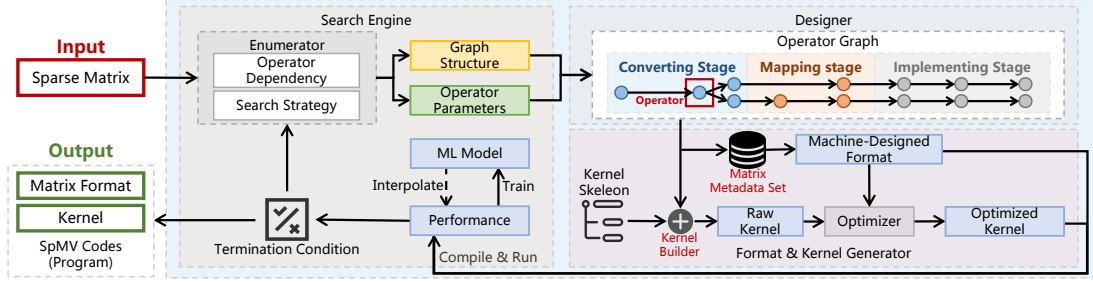 Input
Sparse Matrix
Output
Matrix Format
Kernel
SpMV Codes
(Program)
Search Engine
Enumerator
Operator
Dependency
Search Strategy
Graph
Structure
Operator
Parameters
ML Model
Interpolate
Train
Performance
Termination Condition
Compile & Run
Designer
Operator Graph
Converting Stage
Mapping stage
Implementing Stage
Operator
Kernel
Skeleon
Matrix
Metadata Set
Machine-Designed
Format
Kernel
Builder
Raw
Kernel
Optimizer
Optimized
Kernel
Format & Kernel Generator